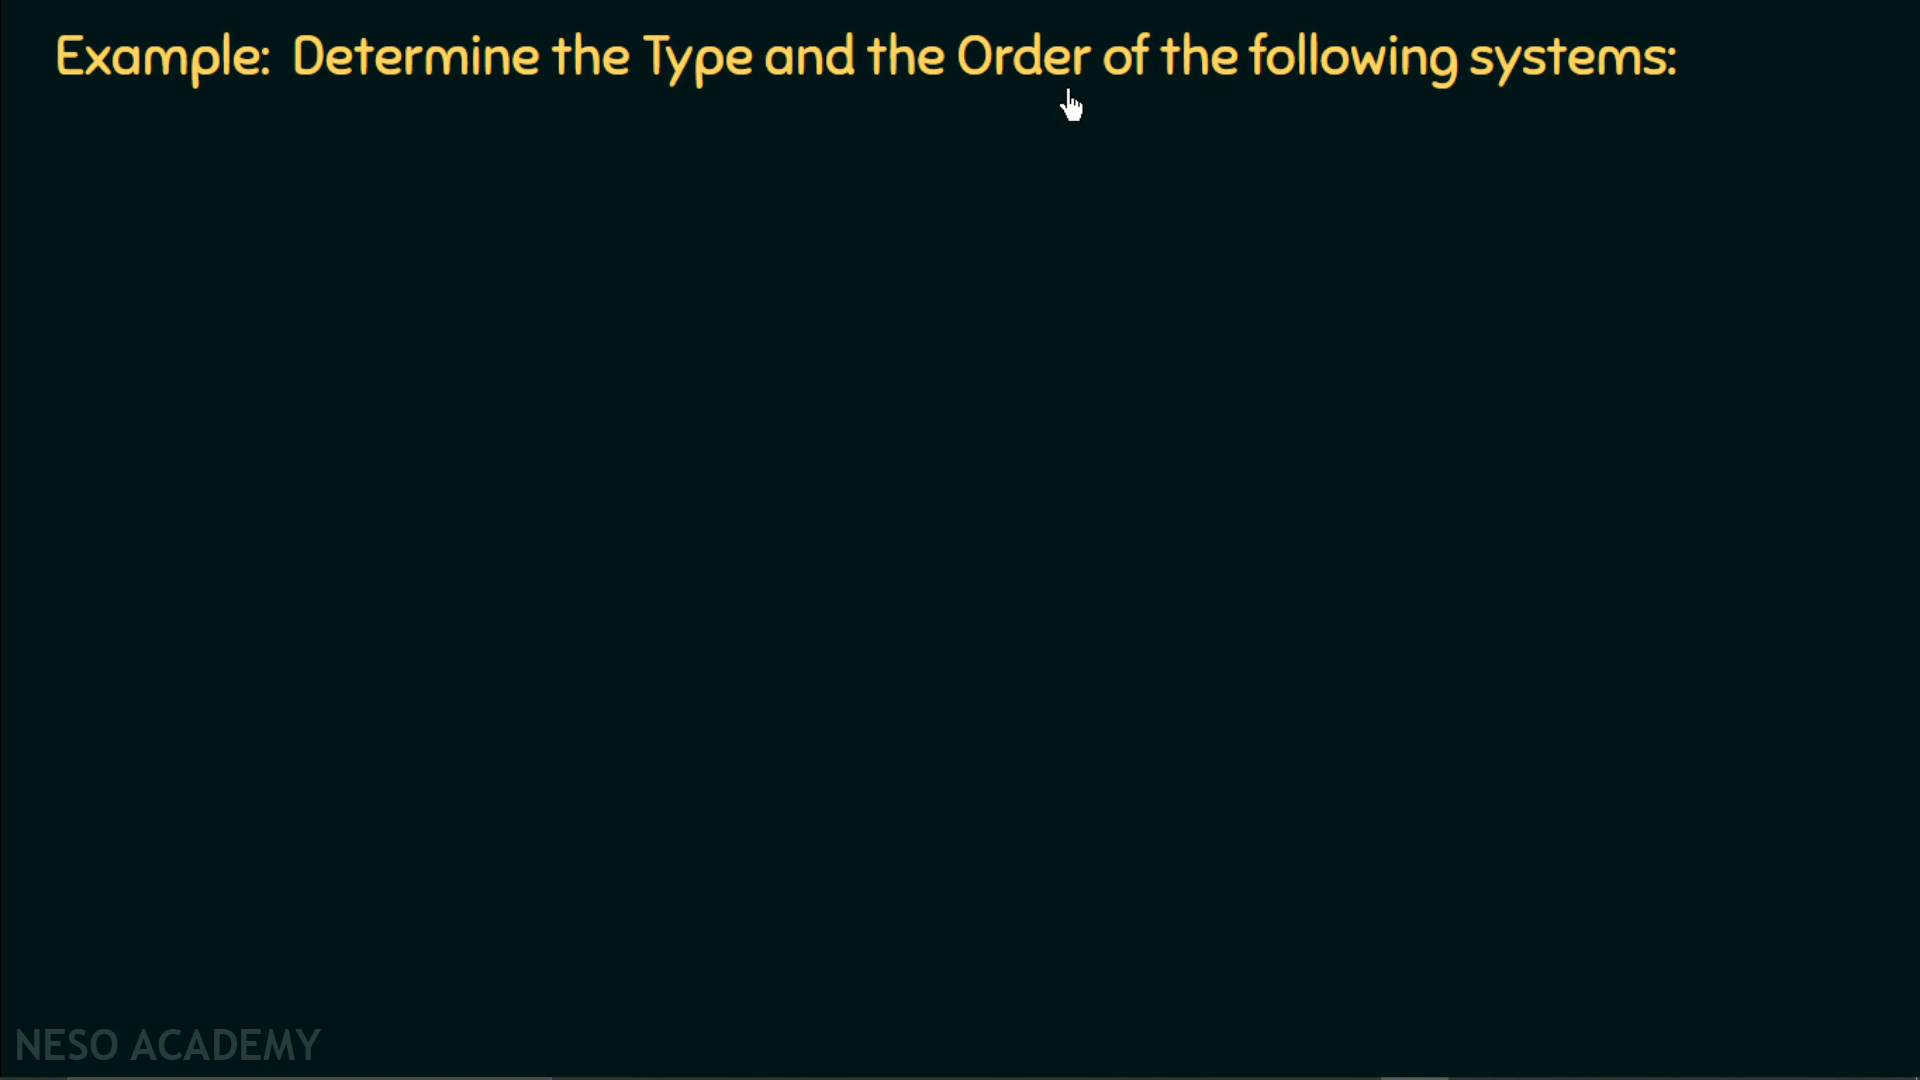 Example: Determine the Type and the Order of the following systems:
NESO ACADEMY